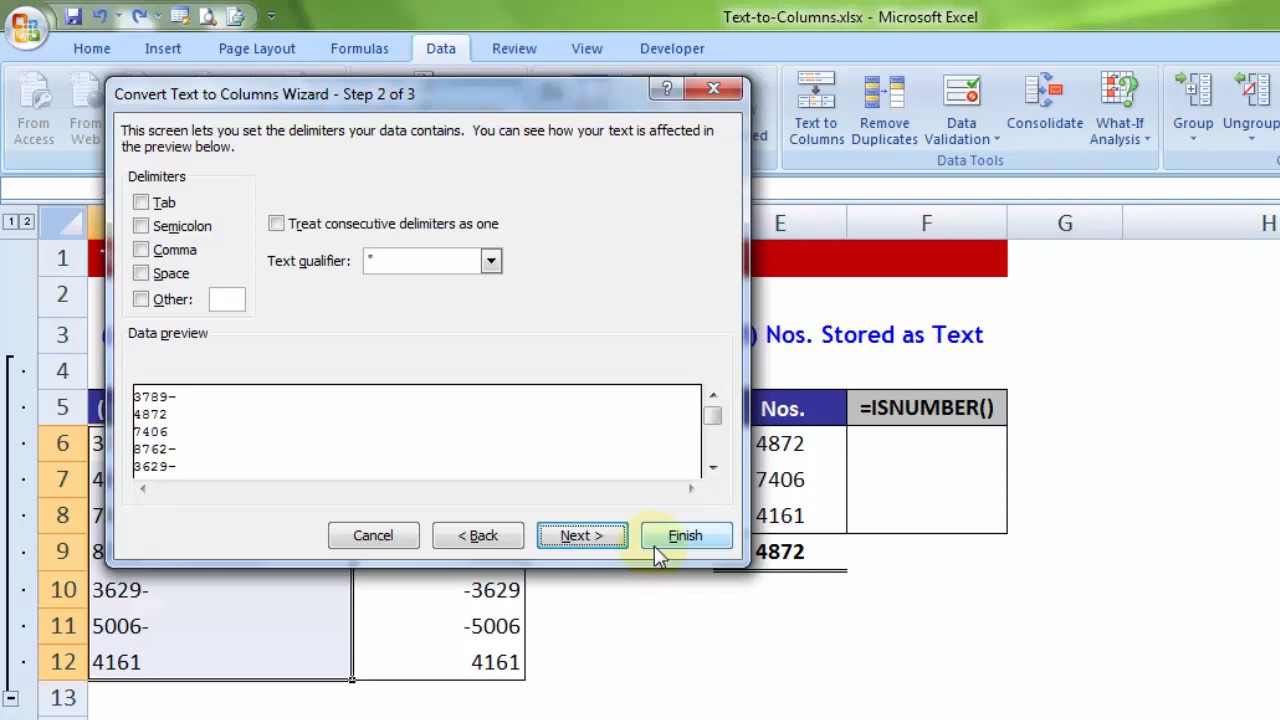 Text-to-Columns.xlsx - Microsoft Excel
Home Insert Page Layout Formulas Data Review View Developer
From Access
From Web
Text to Columns
Remove Duplicates
Data Validation
Consolidate
What-If Analysis
Group
Ungroup
Data Tools
Convert Text to Columns Wizard - Step 2 of 3
This screen lets you set the delimiters your data contains. You can see how your text is affected in
the preview below.
Delimiters
Tab
Semicolon
Comma
Space
Other:
Treat consecutive delimiters as one
Text qualifier: "
Data preview
3789-
4872
7406
8762-
3629-
Cancel < Back Next > Finish
1 2
E F G H
1
2
3 ) Nos. Stored as Text
4
5 ( Nos. =ISNUMBER()
6 3 4872
7 4 7406
8 7 4161
9 8 4872
10 3629- -3629
11 5006- -5006
12 4161 4161
13